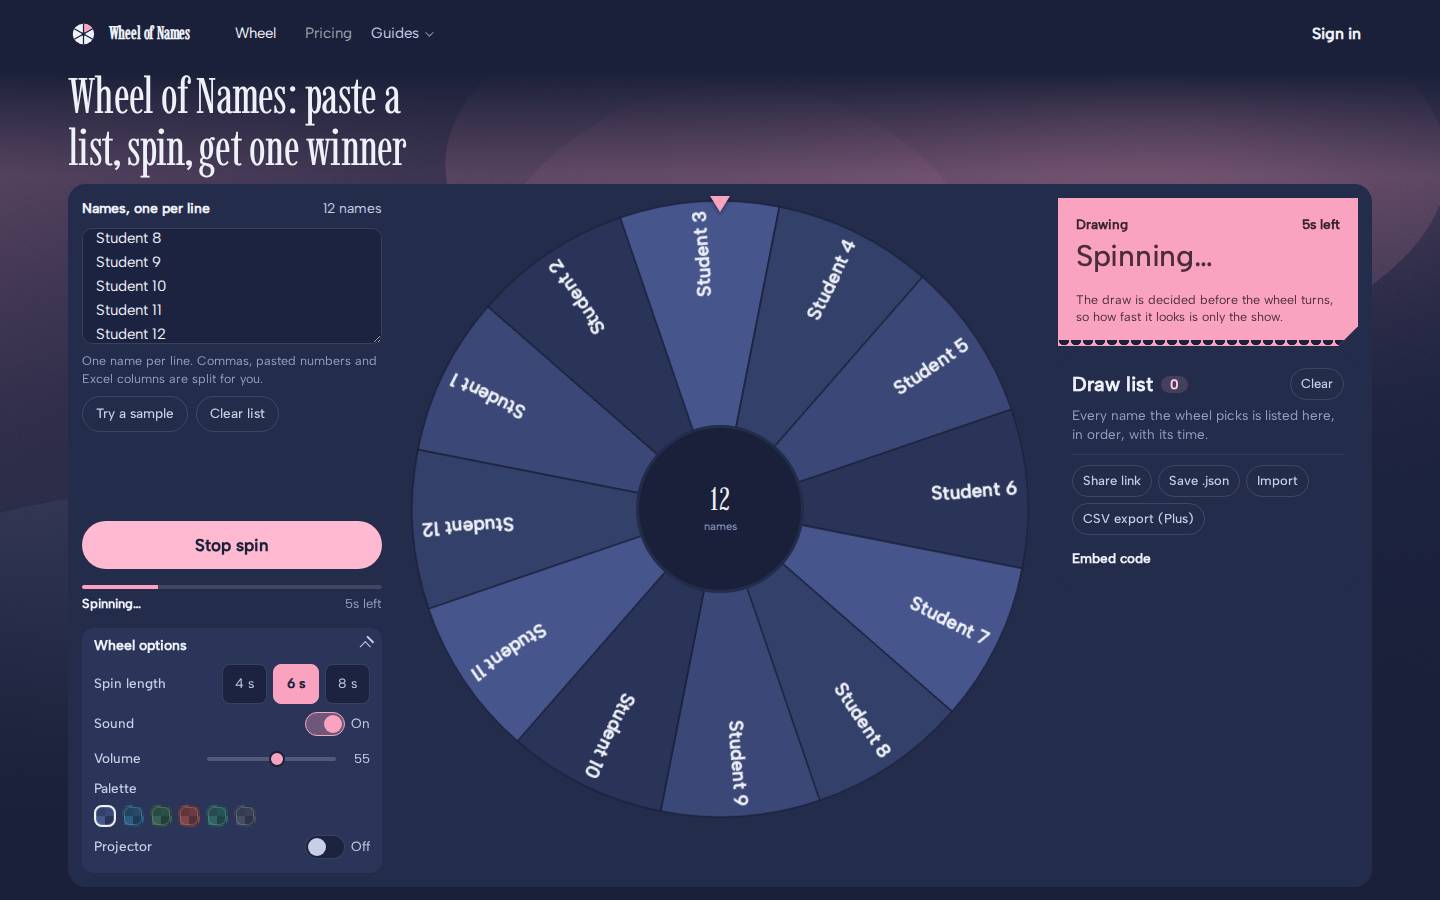 Wheel of Names
Wheel
Pricing
Guides
Sign in
Wheel of Names: paste a
list, spin, get one winner
Names, one per line
12 names
Student 8
Student 9
Student 10
Student 11
Student 12
One name per line. Commas, pasted numbers and
Excel columns are split for you.
Try a sample
Clear list
Stop spin
Spinning...
5s left
Wheel options
Spin length
4 s
6 s
8 s
Sound
On
Volume
55
Palette
Projector
Off
Student 3
Student 4
Student 5
Student 6
Student 7
Student 8
Student 9
Student 10
Student 11
Student 12
Student 1
Student 2
12
names
Drawing
5s left
Spinning...
The draw is decided before the wheel turns,
so how fast it looks is only the show.
Draw list
0
Clear
Every name the wheel picks is listed here,
in order, with its time.
Share link
Save .json
Import
CSV export (Plus)
Embed code